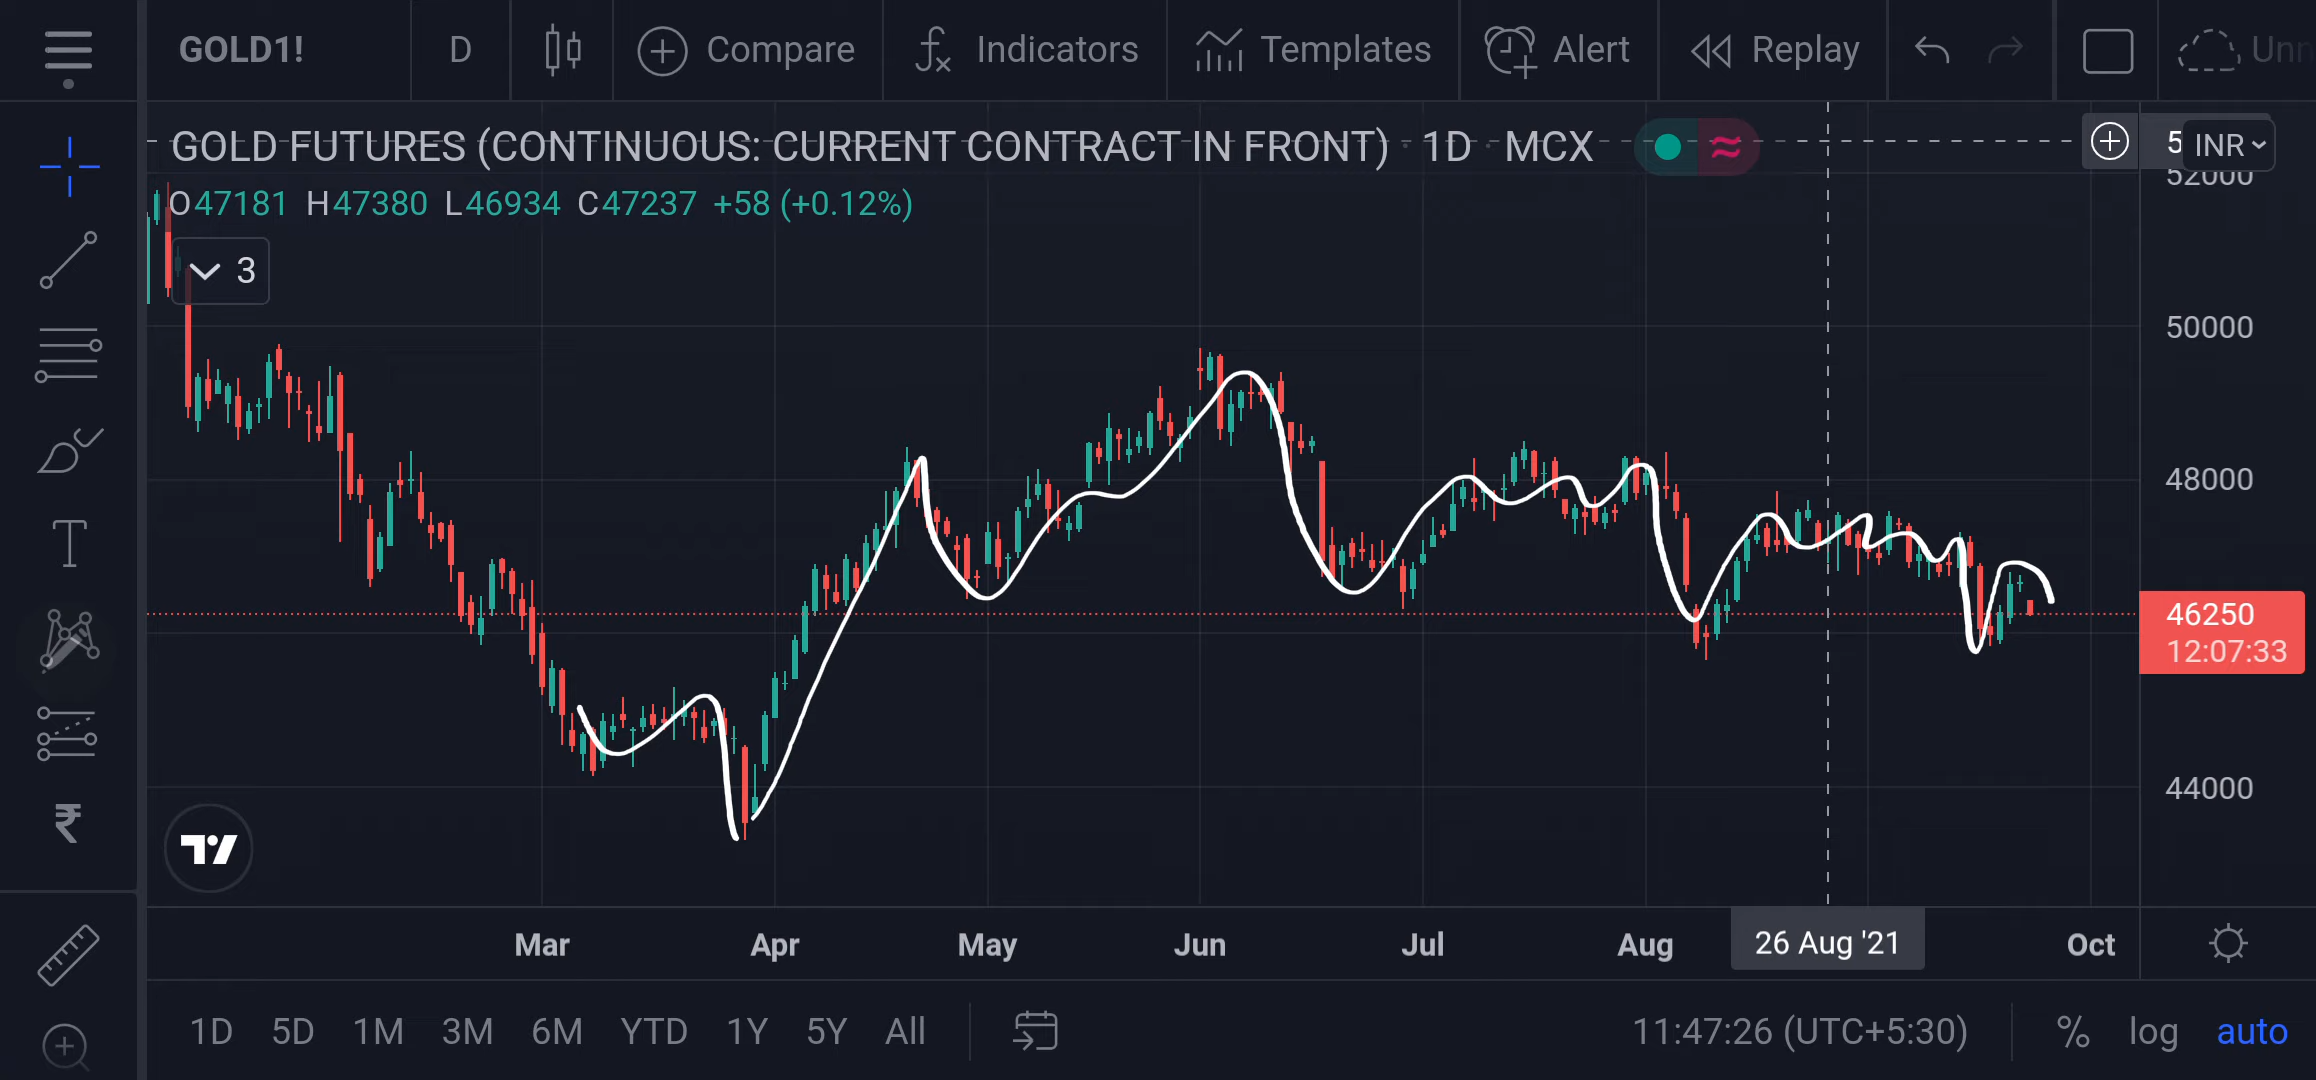 GOLD1! D Compare Indicators Templates Alert Replay
GOLD FUTURES (CONTINUOUS: CURRENT CONTRACT IN FRONT) · 1D · MCX
INR
O47181 H47380 L46934 C47237 +58 (+0.12%)
3
52000
50000
48000
46250
12:07:33
44000
Mar Apr May Jun Jul Aug 26 Aug '21 Oct
1D 5D 1M 3M 6M YTD 1Y 5Y All 11:47:26 (UTC+5:30) % log auto